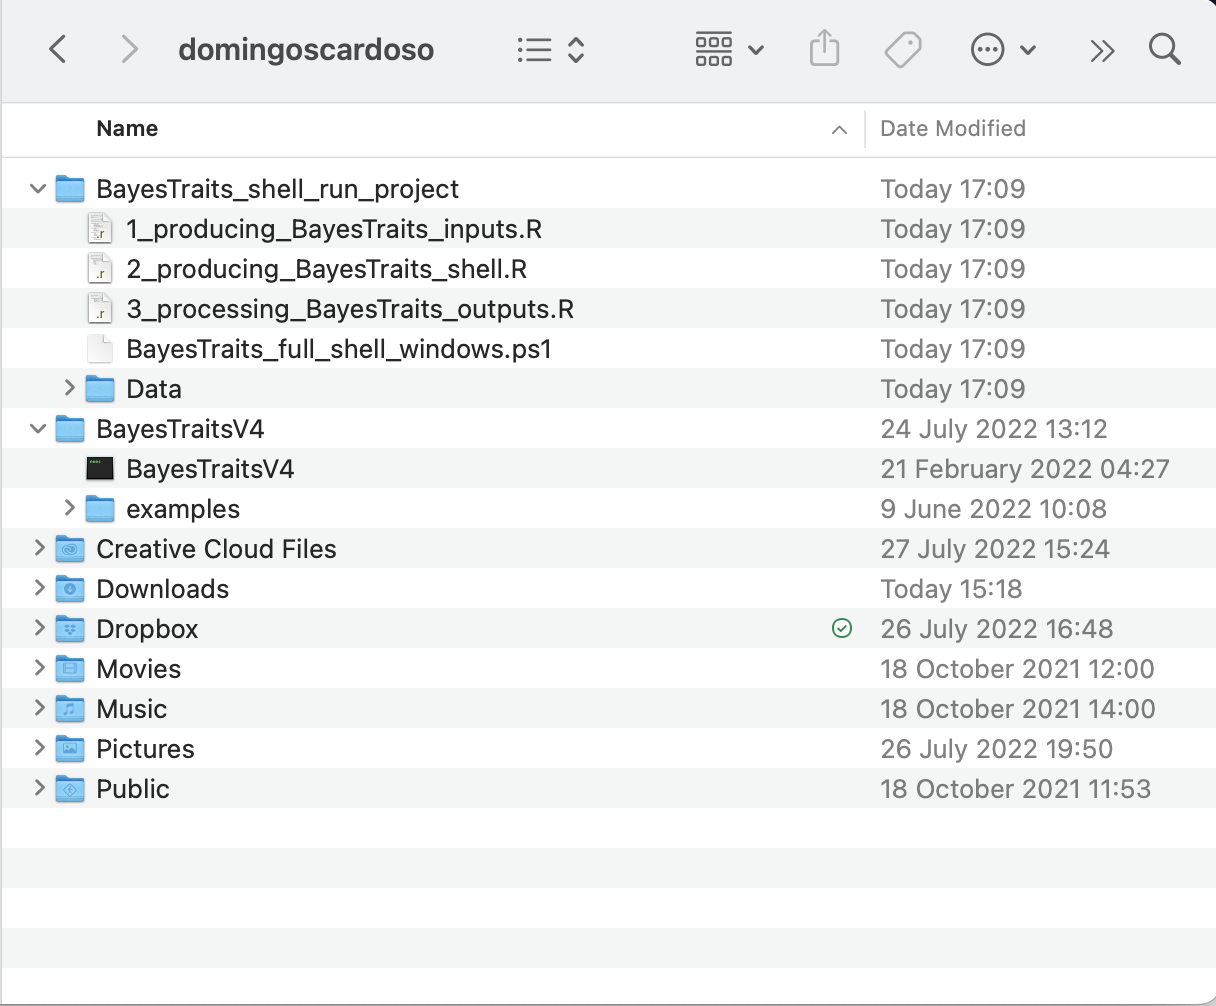 domingoscardoso
Name Date Modified
BayesTraits_shell_run_project Today 17:09
1_producing_BayesTraits_inputs.R Today 17:09
2_producing_BayesTraits_shell.R Today 17:09
3_processing_BayesTraits_outputs.R Today 17:09
BayesTraits_full_shell_windows.ps1 Today 17:09
Data Today 17:09
BayesTraitsV4 24 July 2022 13:12
BayesTraitsV4 21 February 2022 04:27
examples 9 June 2022 10:08
Creative Cloud Files 27 July 2022 15:24
Downloads Today 15:18
Dropbox 26 July 2022 16:48
Movies 18 October 2021 12:00
Music 18 October 2021 14:00
Pictures 26 July 2022 19:50
Public 18 October 2021 11:53